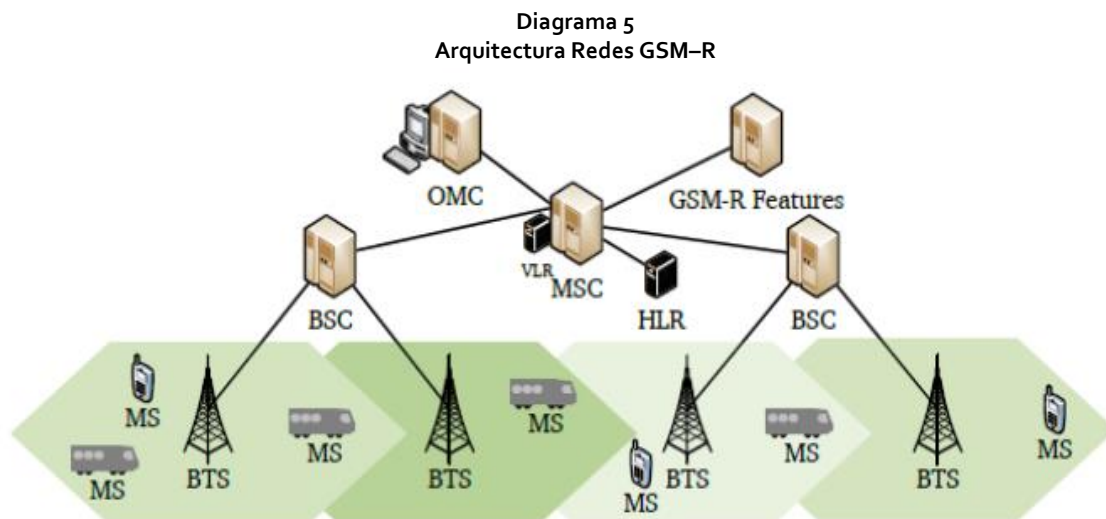 Diagrama 5
Arquitectura Redes GSM–R
OMC
GSM-R Features
VLR
MSC
BSC
HLR
BSC
MS
MS
MS
MS
MS
MS
BTS
BTS
BTS
BTS
MS
MS